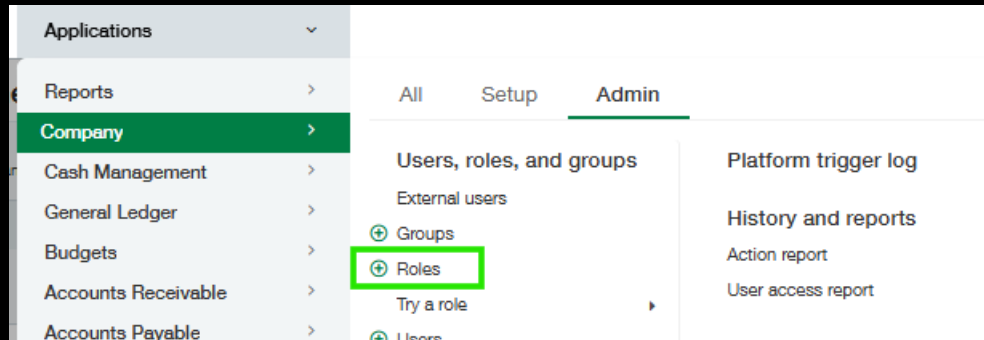 Applications
Reports
Company
Cash Management
General Ledger
Budgets
Accounts Receivable
Accounts Payable
All Setup Admin
Users, roles, and groups
External users
Groups
Roles
Try a role
Users
Platform trigger log
History and reports
Action report
User access report